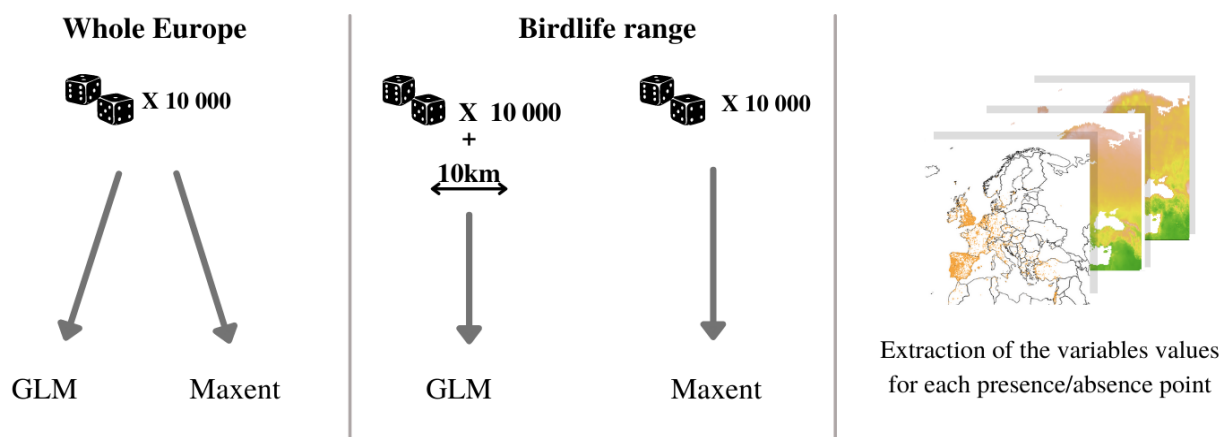 Whole Europe
X 10 000
GLM
Maxent
Birdlife range
X 10 000
+
10km
X 10 000
GLM
Maxent
Extraction of the variables values
for each presence/absence point